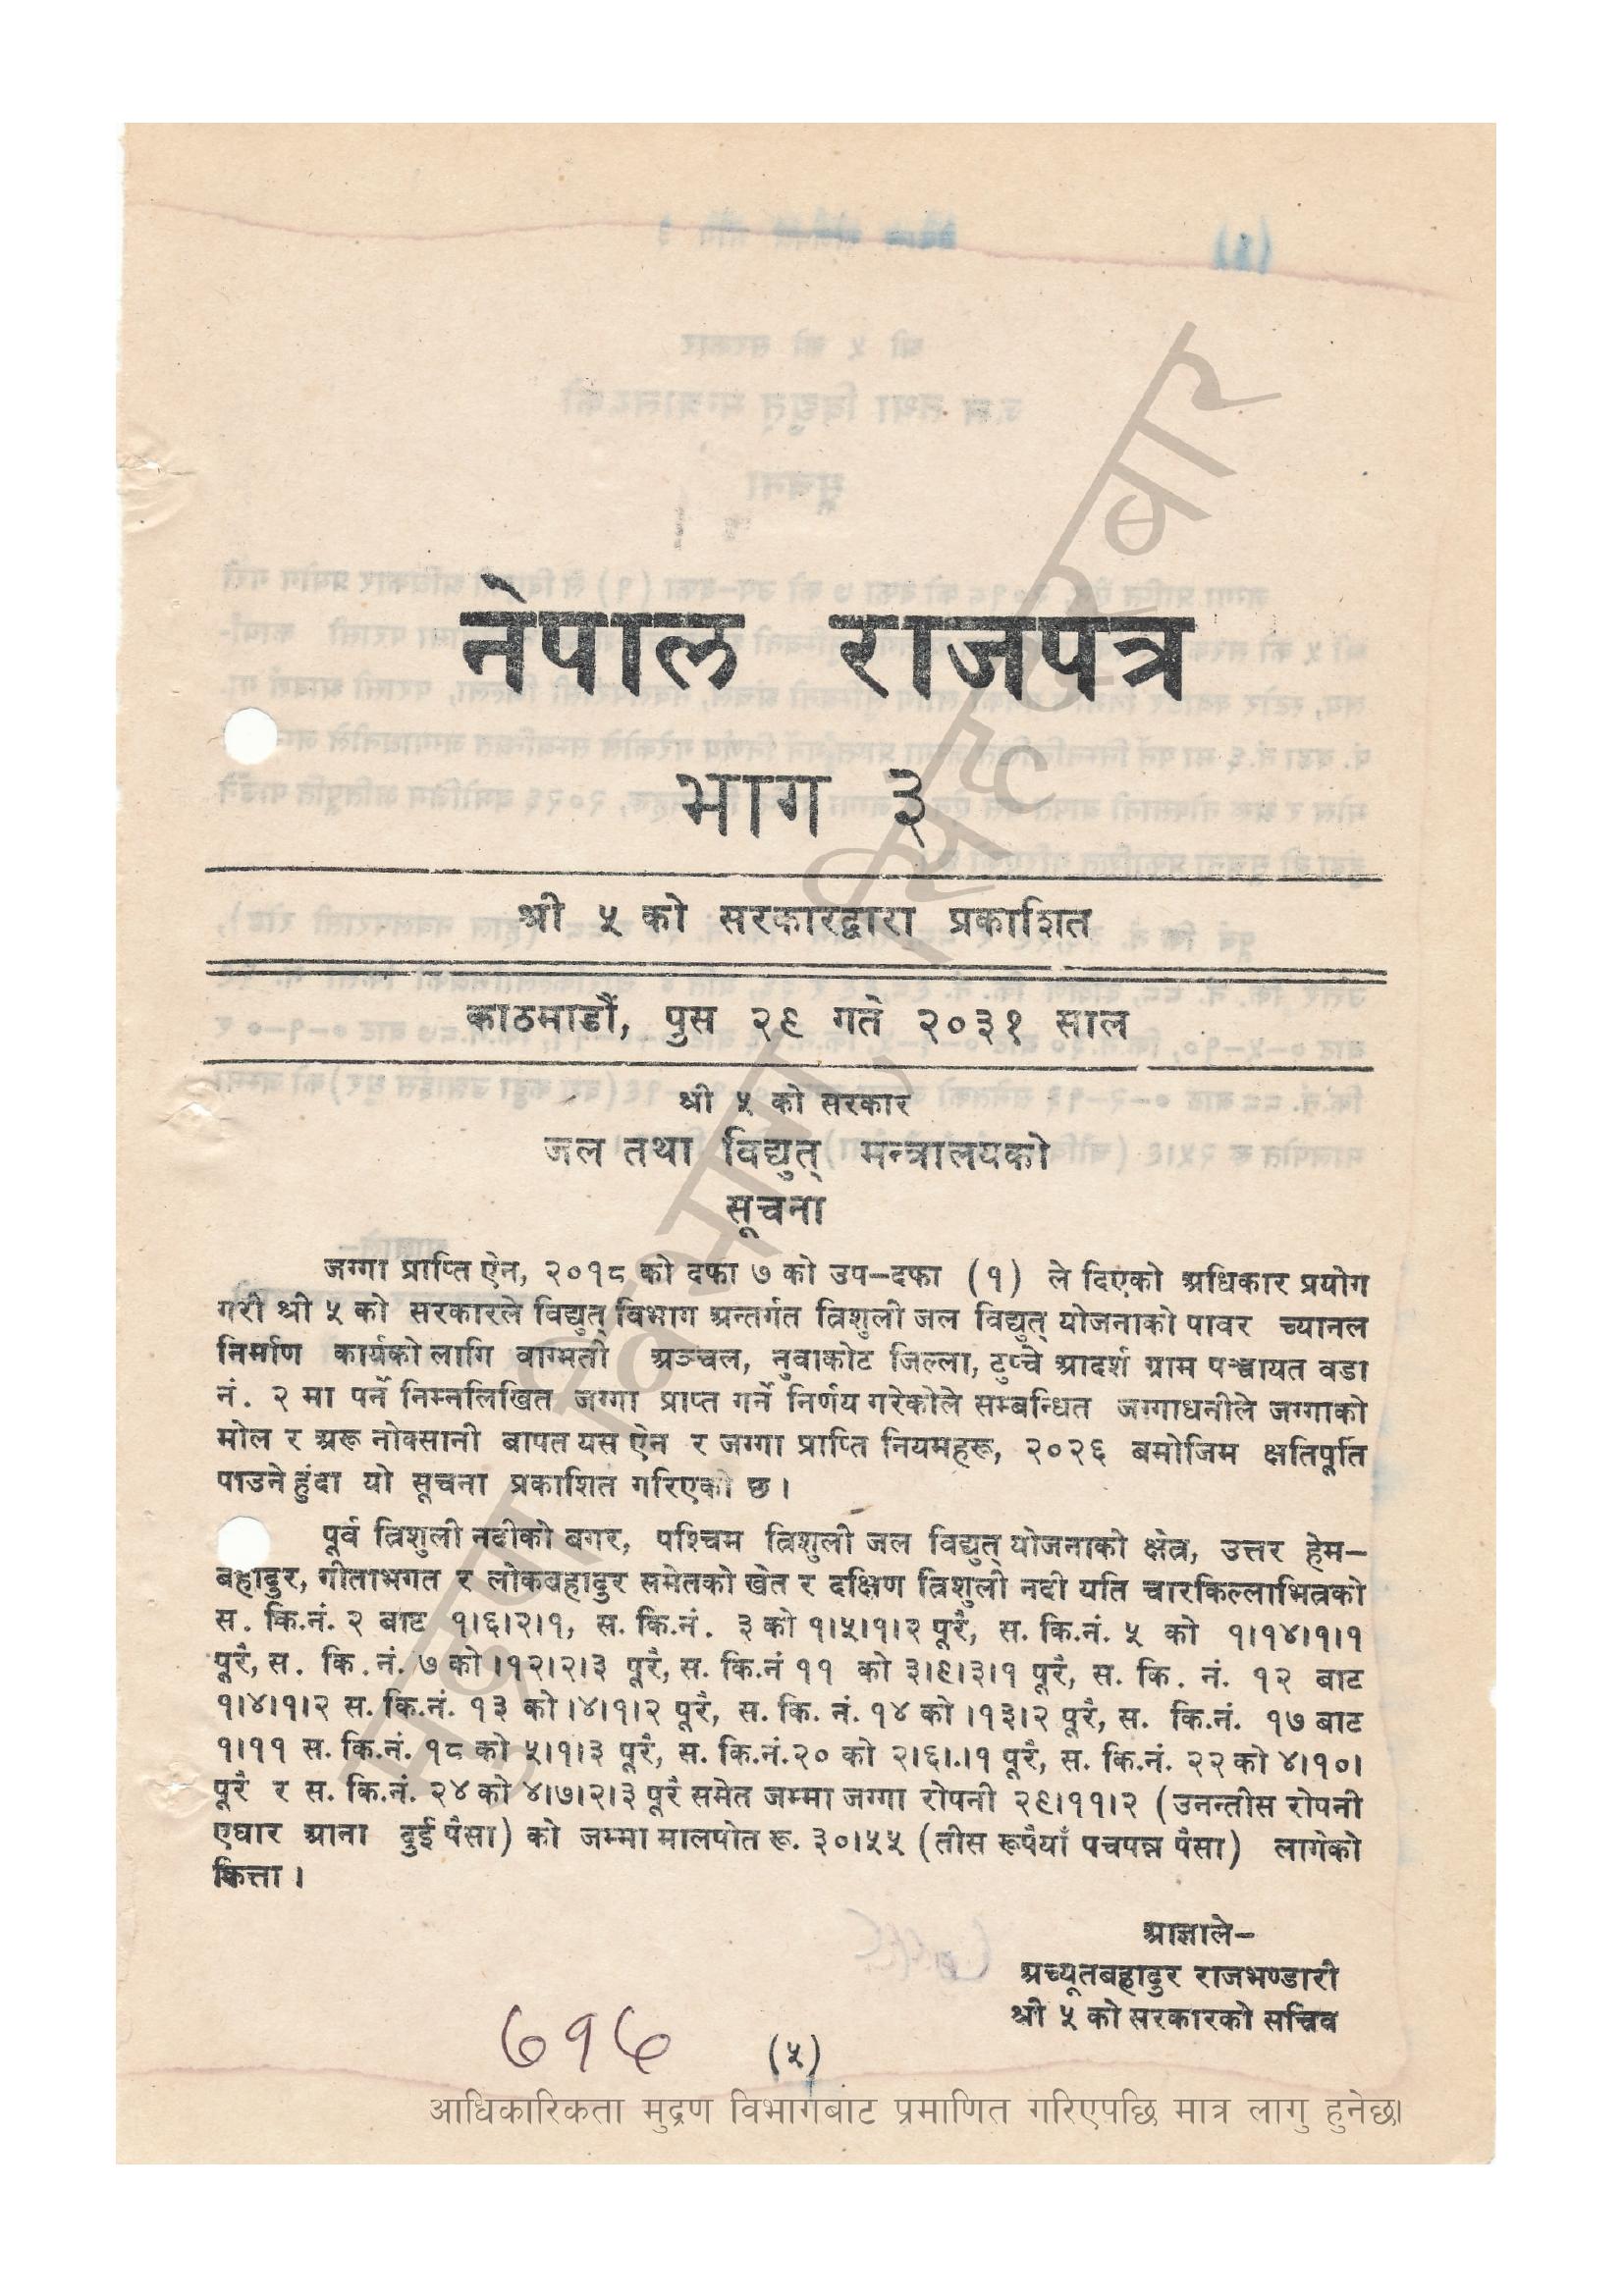 नेपाल राजपत्र
भाग ३
श्री ५ को सरकारद्वारा प्रकाशित
काठमाडौं, पुस २९ गते २०३१ साल
श्री ५ को सरकार
जल तथा विद्युत् मन्त्रालयको
सूचना
जग्गा प्राप्ति ऐन, २०१८ को दफा ७ को उप-दफा (१) ले दिएको अधिकार प्रयोग
गरी श्री ५ को सरकारले विद्युत् विभाग अन्तर्गत त्रिशुली जल विद्युत् योजनाको पावर च्यानल
निर्माण कार्यको लागि वाग्मती अञ्चल, नुवाकोट जिल्ला, टुप्चे आदर्श ग्राम पञ्चायत वडा
नं. २ मा पर्ने निम्नलिखित जग्गा प्राप्त गर्ने निर्णय गरेकोले सम्बन्धित जग्गाधनीले जग्गाको
मोल र अरू नोक्सानी बापत यस ऐन र जग्गा प्राप्ति नियमहरू, २०२६ बमोजिम क्षतिपूर्ति
पाउने हुंदा यो सूचना प्रकाशित गरिएको छ।
पूर्व त्रिशुली नदीको बगर, पश्चिम त्रिशुली जल विद्युत् योजनाको क्षेत्र, उत्तर हेम-
बहादुर, गीताभगत र लोकबहादुर समेतको खेत र दक्षिण त्रिशुली नदी यति चारकिल्लाभित्रको
स. कि.नं. २ बाट १।६।२।१, स. कि.नं. ३ को १।५।१।२ पूरै, स. कि.नं. ५ को १।१४।१।१
पूरै, स. कि. नं. ७ को ।१२।२।३ पूरै, स. कि.नं ११ को ३।९।३।१ पूरै, स. कि. नं. १२ बाट
१।४।१।२ स. कि.नं. १३ को ।४।१।२ पूरै, स. कि. नं. १४ को ।१३।२ पूरै, स. कि.नं. १७ बाट
१।११ स. कि.नं. १८ को ५।१।३ पूरै, स. कि.नं.२० को २।६।.।१ पूरै, स. कि.नं. २२ को ४।१०।
पूरै र स. कि.नं. २४ को ४।७।२।३ पूरै समेत जम्मा जग्गा रोपनी २९।११।२ (उनन्तीस रोपनी
एघार आना दुई पैसा) को जम्मा मालपोत रू. ३०।५५ (तीस रूपैयाँ पचपन्न पैसा) लागेको
कित्ता।
आज्ञाले-
अच्यूतबहादुर राजभण्डारी
श्री ५ को सरकारको सचिव
७१७
(५)
आधिकारिकता मुद्रण विभागबाट प्रमाणित गरिएपछि मात्र लागु हुनेछ।
मुद्रण विभाग, सिंहदरबार